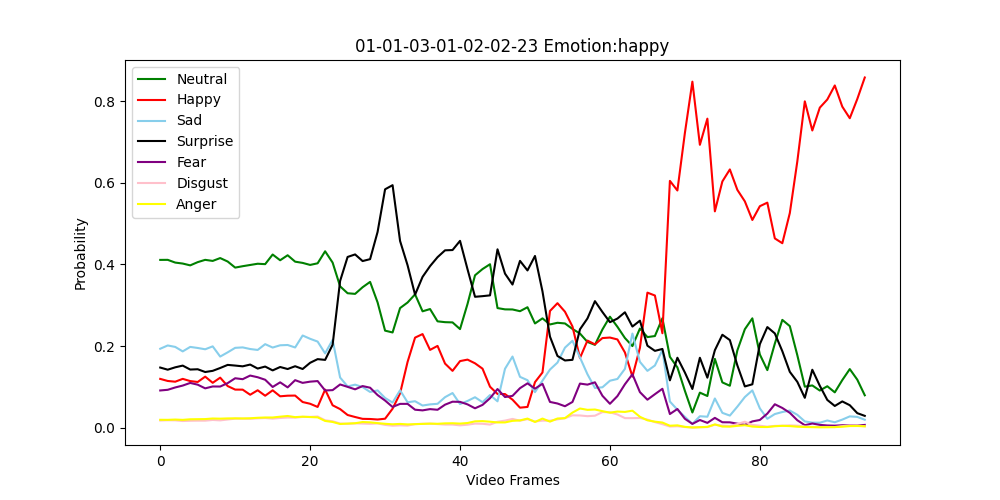 01-01-03-01-02-02-23 Emotion:happy
Neutral
Happy
Sad
Surprise
Fear
Disgust
Anger
Probability
0.8
0.6
0.4
0.2
0.0
0 20 40 60 80
Video Frames